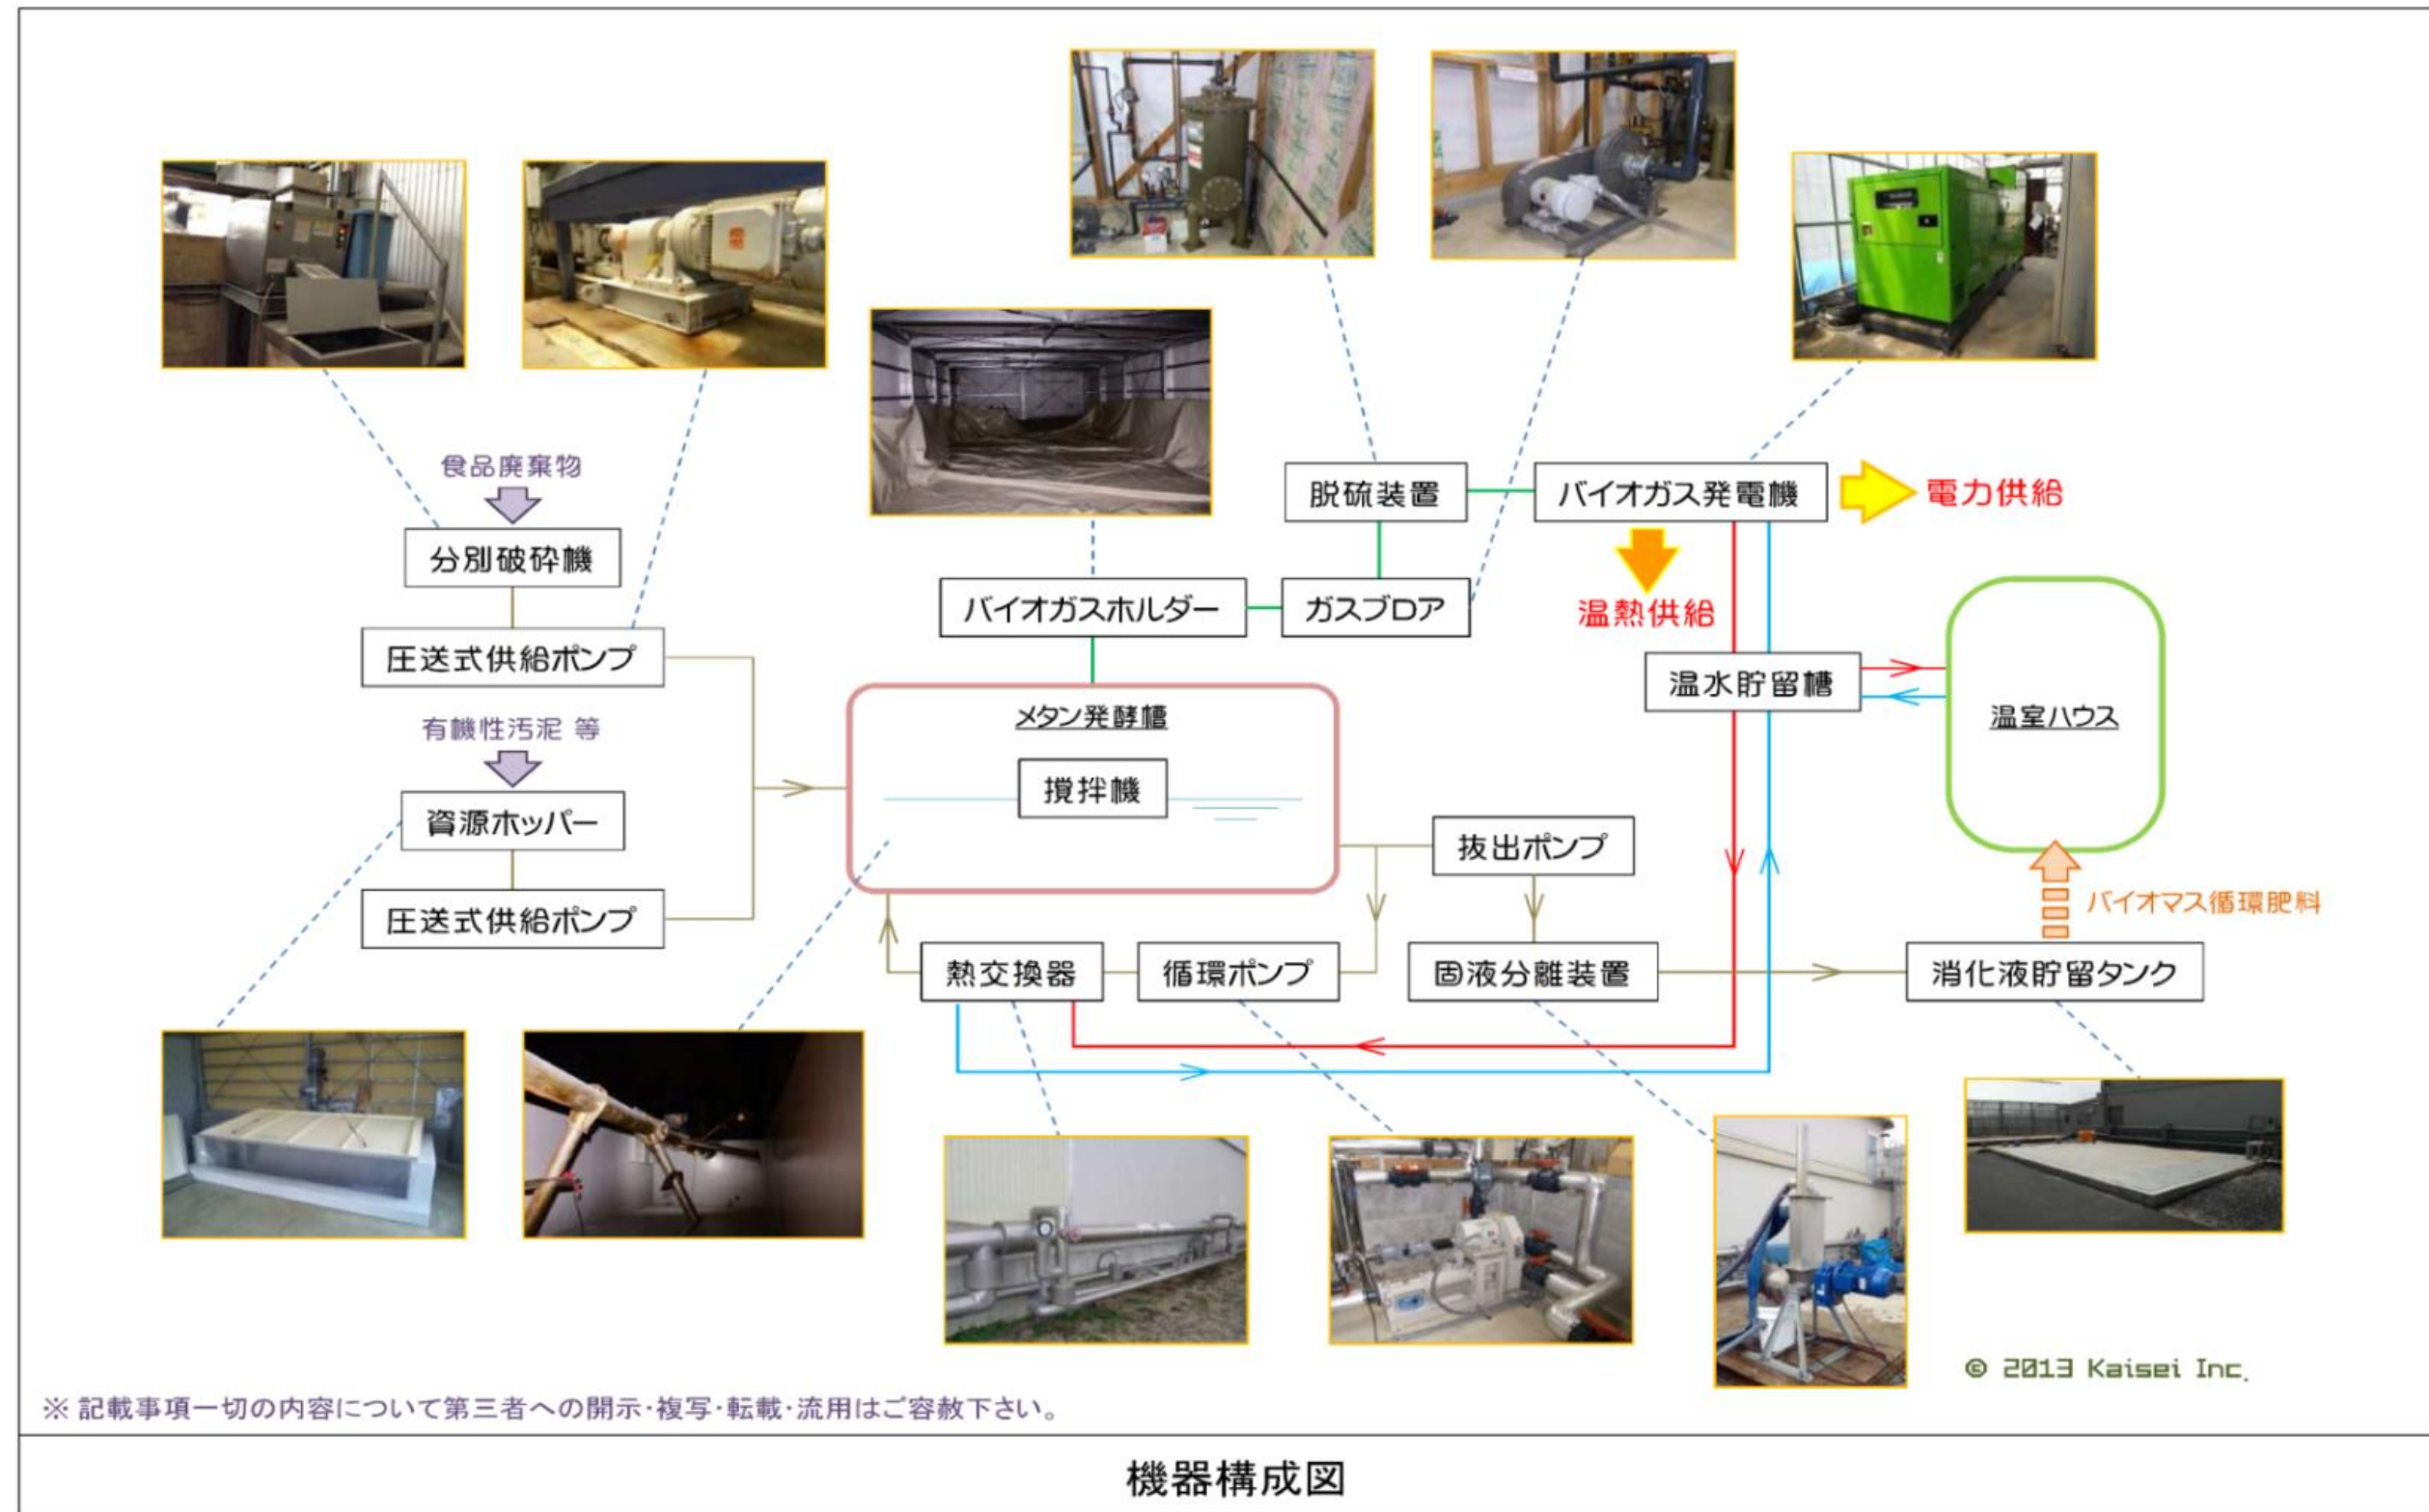 食品廃棄物
分別破砕機
圧送式供給ポンプ
有機性汚泥 等
資源ホッパー
圧送式供給ポンプ
脱硫装置
バイオガス発電機
電力供給
温熱供給
バイオガスホルダー
ガスブロア
メタン発酵槽
撹拌機
温水貯留槽
温室ハウス
抜出ポンプ
バイオマス循環肥料
熱交換器
循環ポンプ
固液分離装置
消化液貯留タンク
© 2013 Kaisei Inc.
※ 記載事項一切の内容について第三者への開示・複写・転載・流用はご容赦下さい。
機器構成図